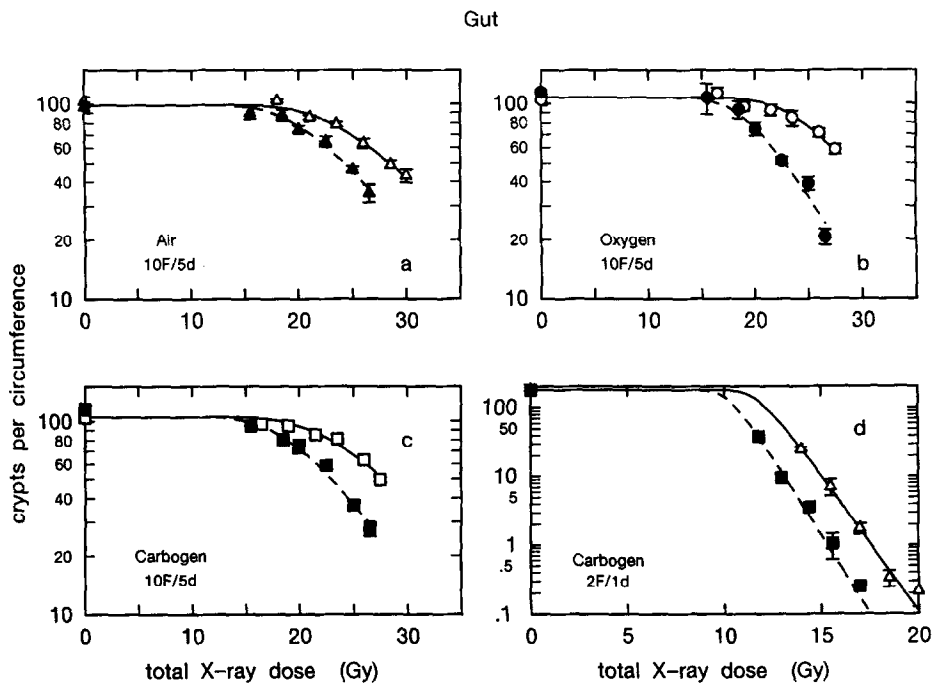 Gut
crypts per circumference
100
80
60
40
20
10
0
10
20
30
Air
10F/5d
a
100
80
60
40
20
10
0
10
20
30
Oxygen
10F/5d
b
100
80
60
40
20
10
0
10
20
30
Carbogen
10F/5d
c
total X-ray dose (Gy)
100
50
10
5
1
.5
.1
0
5
10
15
20
Carbogen
2F/1d
d
total X-ray dose (Gy)